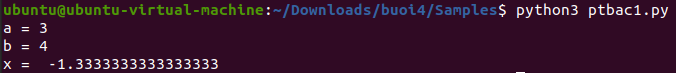 ubuntu@ubuntu-virtual-machine:~/Downloads/buoi4/Samples$ python3 ptbac1.py
a = 3
b = 4
x =  -1.3333333333333333